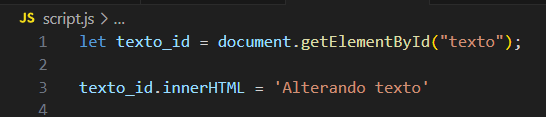 JS script.js > ...
1 let texto_id = document.getElementById("texto");
2
3 texto_id.innerHTML = 'Alterando texto'
4